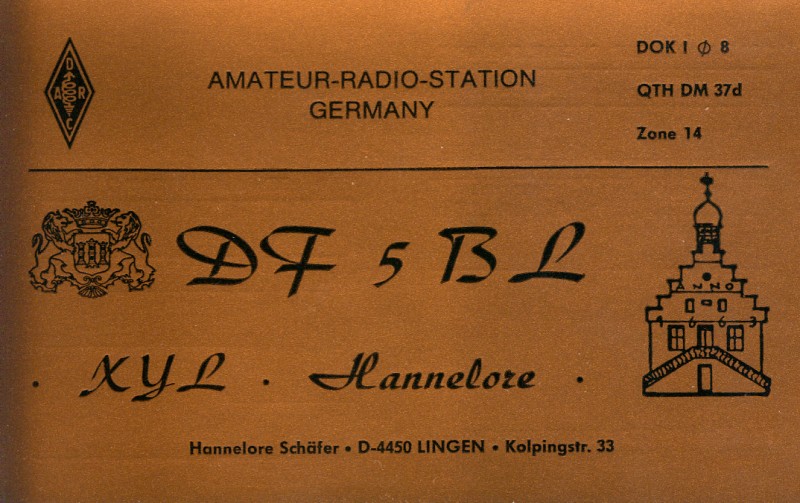 D
A R
C
AMATEUR-RADIO-STATION
GERMANY
DOK I Ø 8
QTH DM 37d
Zone 14
DF 5 BL
ANNO
1663
· XYL · Hannelore ·
Hannelore Schäfer • D-4450 LINGEN • Kolpingstr. 33